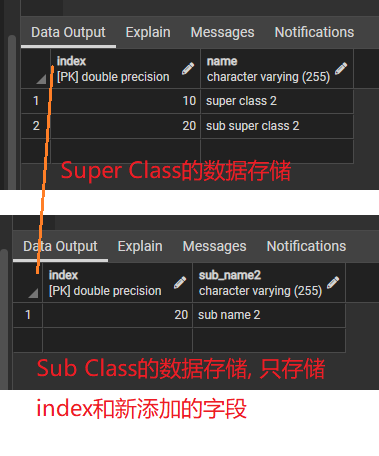 Data Output Explain Messages Notifications
index name
[PK] double precision character varying (255)
1 10 super class 2
2 20 sub super class 2
Super Class的数据存储
Data Output Explain Messages Notifications
index sub_name2
[PK] double precision character varying (255)
1 20 sub name 2
Sub Class的数据存储, 只存储
index和新添加的字段